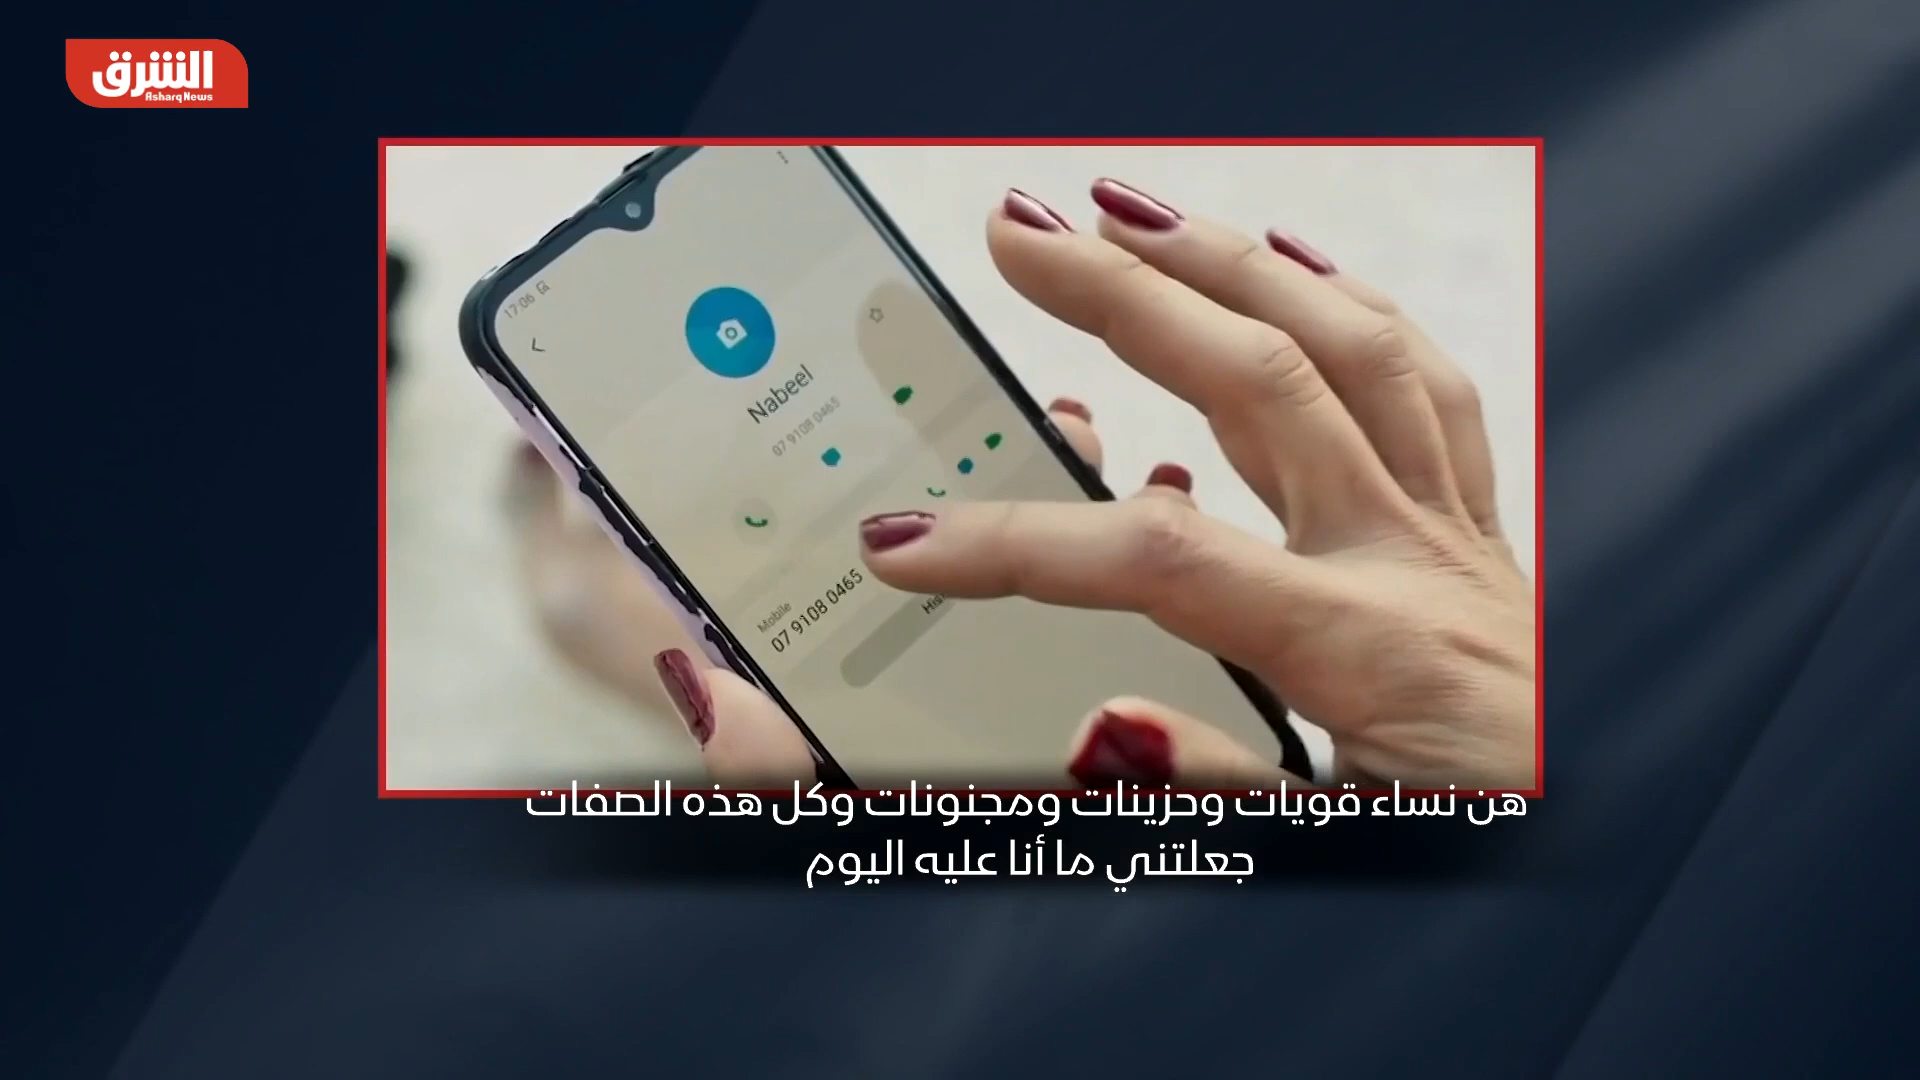 الشرق
Asharq News
17:06
Nabeel
07 9108 0465
Mobile
07 9108 0465
هن نساء قويات وحزينات ومجنونات وكل هذه الصفات
جعلتني ما أنا عليه اليوم